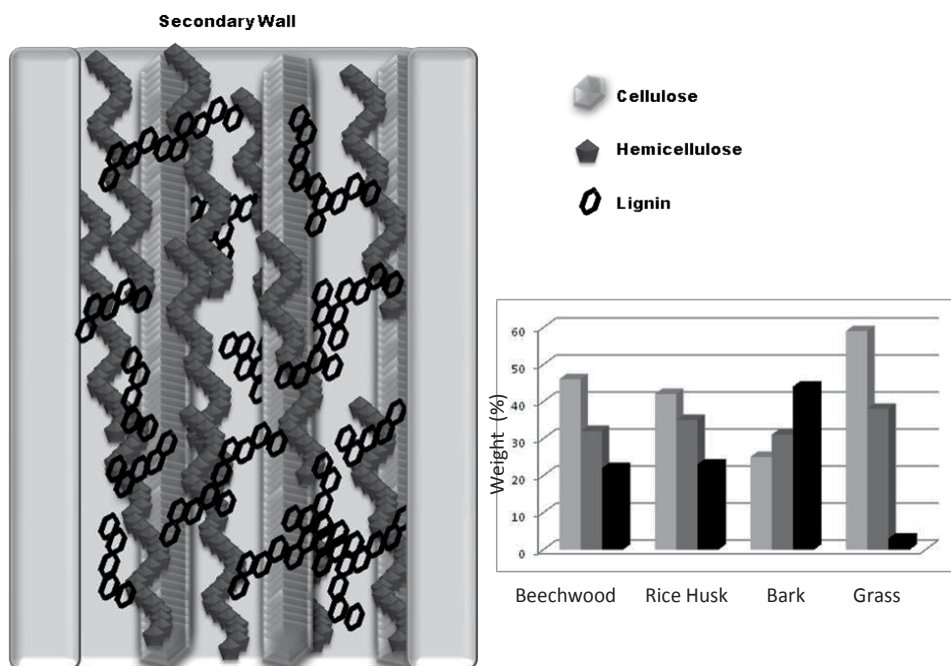 Secondary Wall
Cellulose
Hemicellulose
Lignin
Weight (%)
60
50
40
30
20
10
0
Beechwood Rice Husk Bark Grass